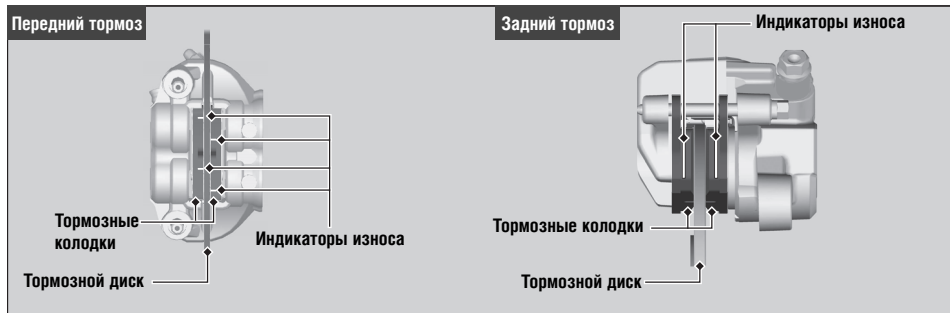 Передний тормоз
Тормозные
колодки
Индикаторы износа
Тормозной диск
Задний тормоз
Индикаторы износа
Тормозные колодки
Тормозной диск